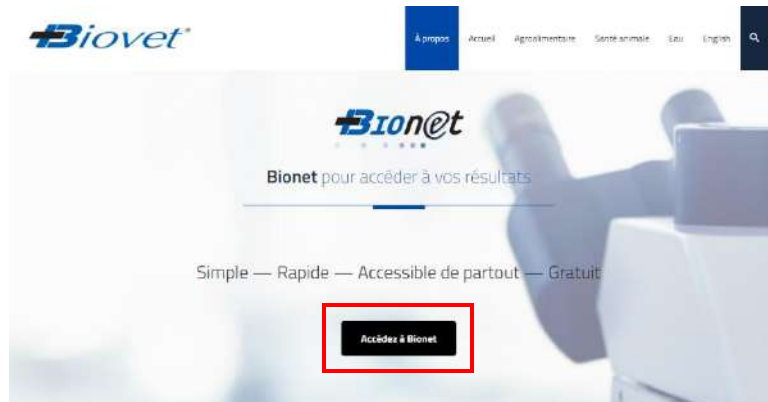 Biovet
À propos Accueil Agroalimentaire Santé animale Eau English
Bionet
Bionet pour accéder à vos résultats
Simple — Rapide — Accessible de partout — Gratuit
Accédez à Bionet